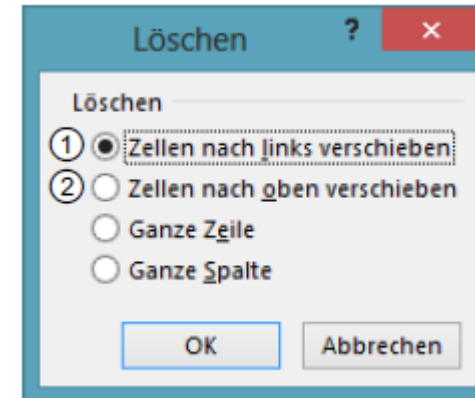 Löschen ? ×
Löschen
① Zellen nach links verschieben
② Zellen nach oben verschieben
Ganze Zeile
Ganze Spalte
OK Abbrechen